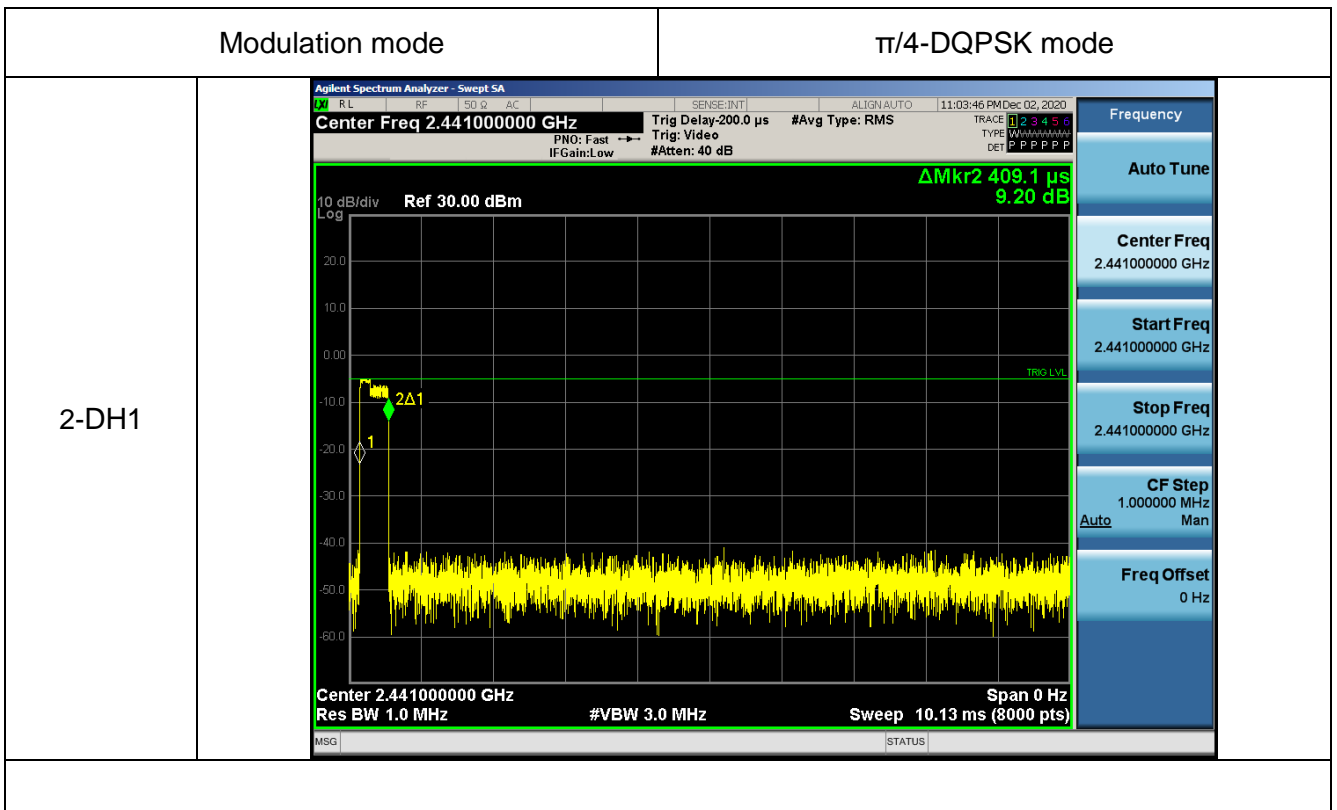 Modulation mode
π/4-DQPSK mode
2-DH1
Agilent Spectrum Analyzer - Swept SA
LXI RL RF 50 Ω AC SENSE:INT ALIGN AUTO 11:03:46 PM Dec 02, 2020
Center Freq 2.441000000 GHz
PNO: Fast
IFGain:Low
Trig Delay-200.0 µs
Trig: Video
#Atten: 40 dB
#Avg Type: RMS
TRACE 1 2 3 4 5 6
TYPE WWWWWW
DET P P P P P P
ΔMkr2 409.1 µs
9.20 dB
10 dB/div Ref 30.00 dBm
Log
20.0
10.0
0.00
TRIG LVL
-10.0
2Δ1
-20.0
1
-30.0
-40.0
-50.0
-60.0
Center 2.441000000 GHz Span 0 Hz
Res BW 1.0 MHz #VBW 3.0 MHz Sweep 10.13 ms (8000 pts)
MSG STATUS
Frequency
Auto Tune
Center Freq
2.441000000 GHz
Start Freq
2.441000000 GHz
Stop Freq
2.441000000 GHz
CF Step
1.000000 MHz
Auto Man
Freq Offset
0 Hz